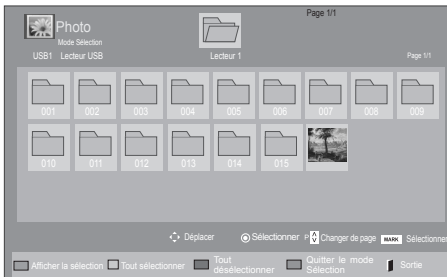 Page 1/1
Photo
Mode Sélection
USB1 Lecteur USB
Lecteur 1
Page 1/1
001 002 003 004 005 006 007 008 009
010 011 012 013 014 015
Déplacer Sélectionner P Changer de page MARK Sélectionner
Afficher la sélection Tout sélectionner Tout désélectionner Quitter le mode Sélection Sortie